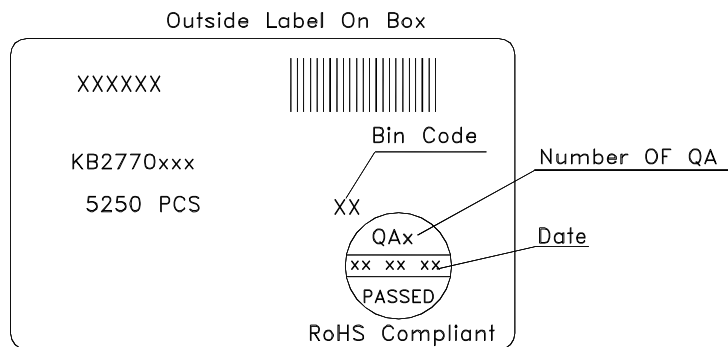 Outside Label On Box
XXXXXX
Bin Code
KB2770xxx
Number OF QA
5250 PCS
XX
QAx
Date
xx xx xx
PASSED
RoHS Compliant